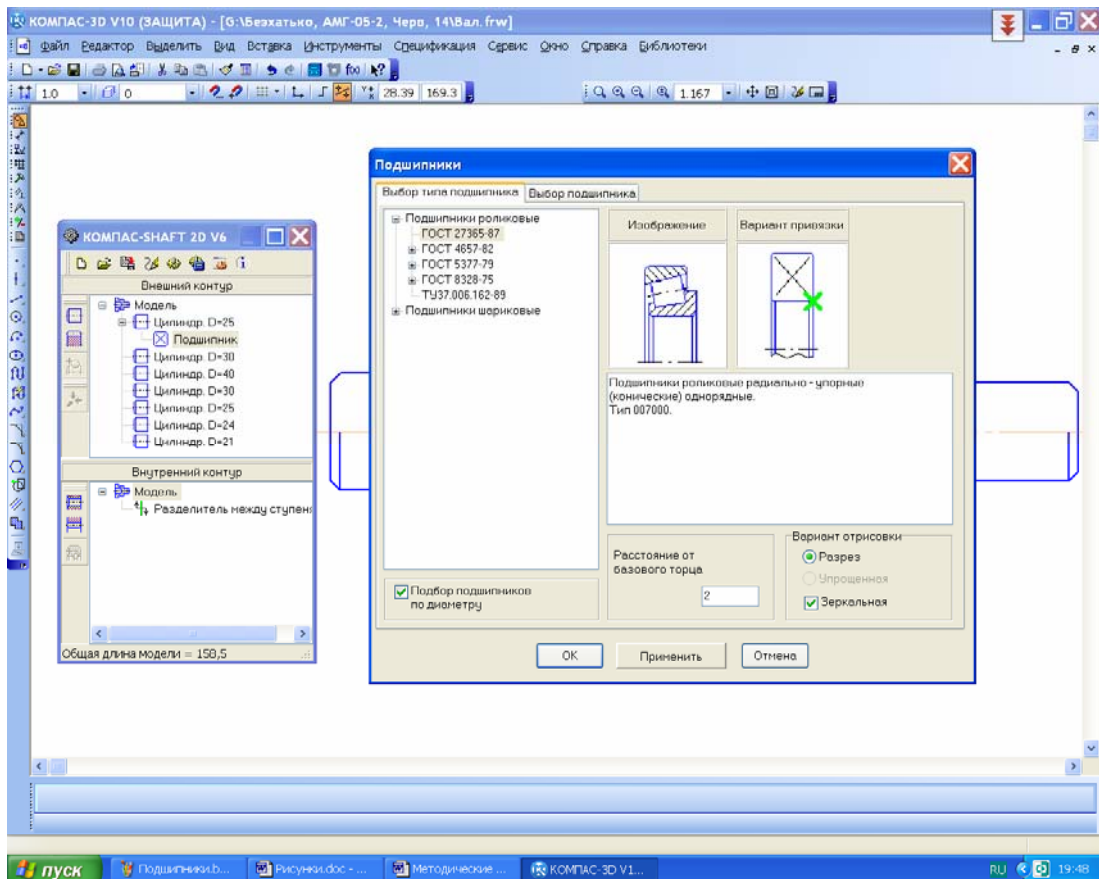 КОМПАС-3D V10 (ЗАЩИТА) - [G:\Безхатько, АМГ-05-2, Черв, 14\Вал.frw]
Файл Редактор Выделить Вид Вставка Инструменты Спецификация Сервис Окно Справка Библиотеки
1.0 0 28.39 169.3 1.167
Подшипники
Выбор типа подшипника Выбор подшипника
Подшипники роликовые
ГОСТ 27365-87
ГОСТ 4657-82
ГОСТ 5377-79
ГОСТ 8328-75
ТУ37.006.162-89
Подшипники шариковые
Изображение Вариант привязки
Подшипники роликовые радиально - упорные
(конические) однорядные.
Тип 007000.
Расстояние от
базового торца
2
Вариант отрисовки
Разрез
Упрощенная
Зеркальная
Подбор подшипников
по диаметру
OK Применить Отмена
КОМПАС-SHAFT 2D V6
Внешний контур
Модель
Цилиндр. D=25
Подшипник
Цилиндр. D=30
Цилиндр. D=40
Цилиндр. D=30
Цилиндр. D=25
Цилиндр. D=24
Цилиндр. D=21
Внутренний контур
Модель
Разделитель между ступен
Общая длина модели = 158,5
пуск Подшипники.b... Рисунки.doc - ... Методические ... КОМПАС-3D V1... RU 19:48